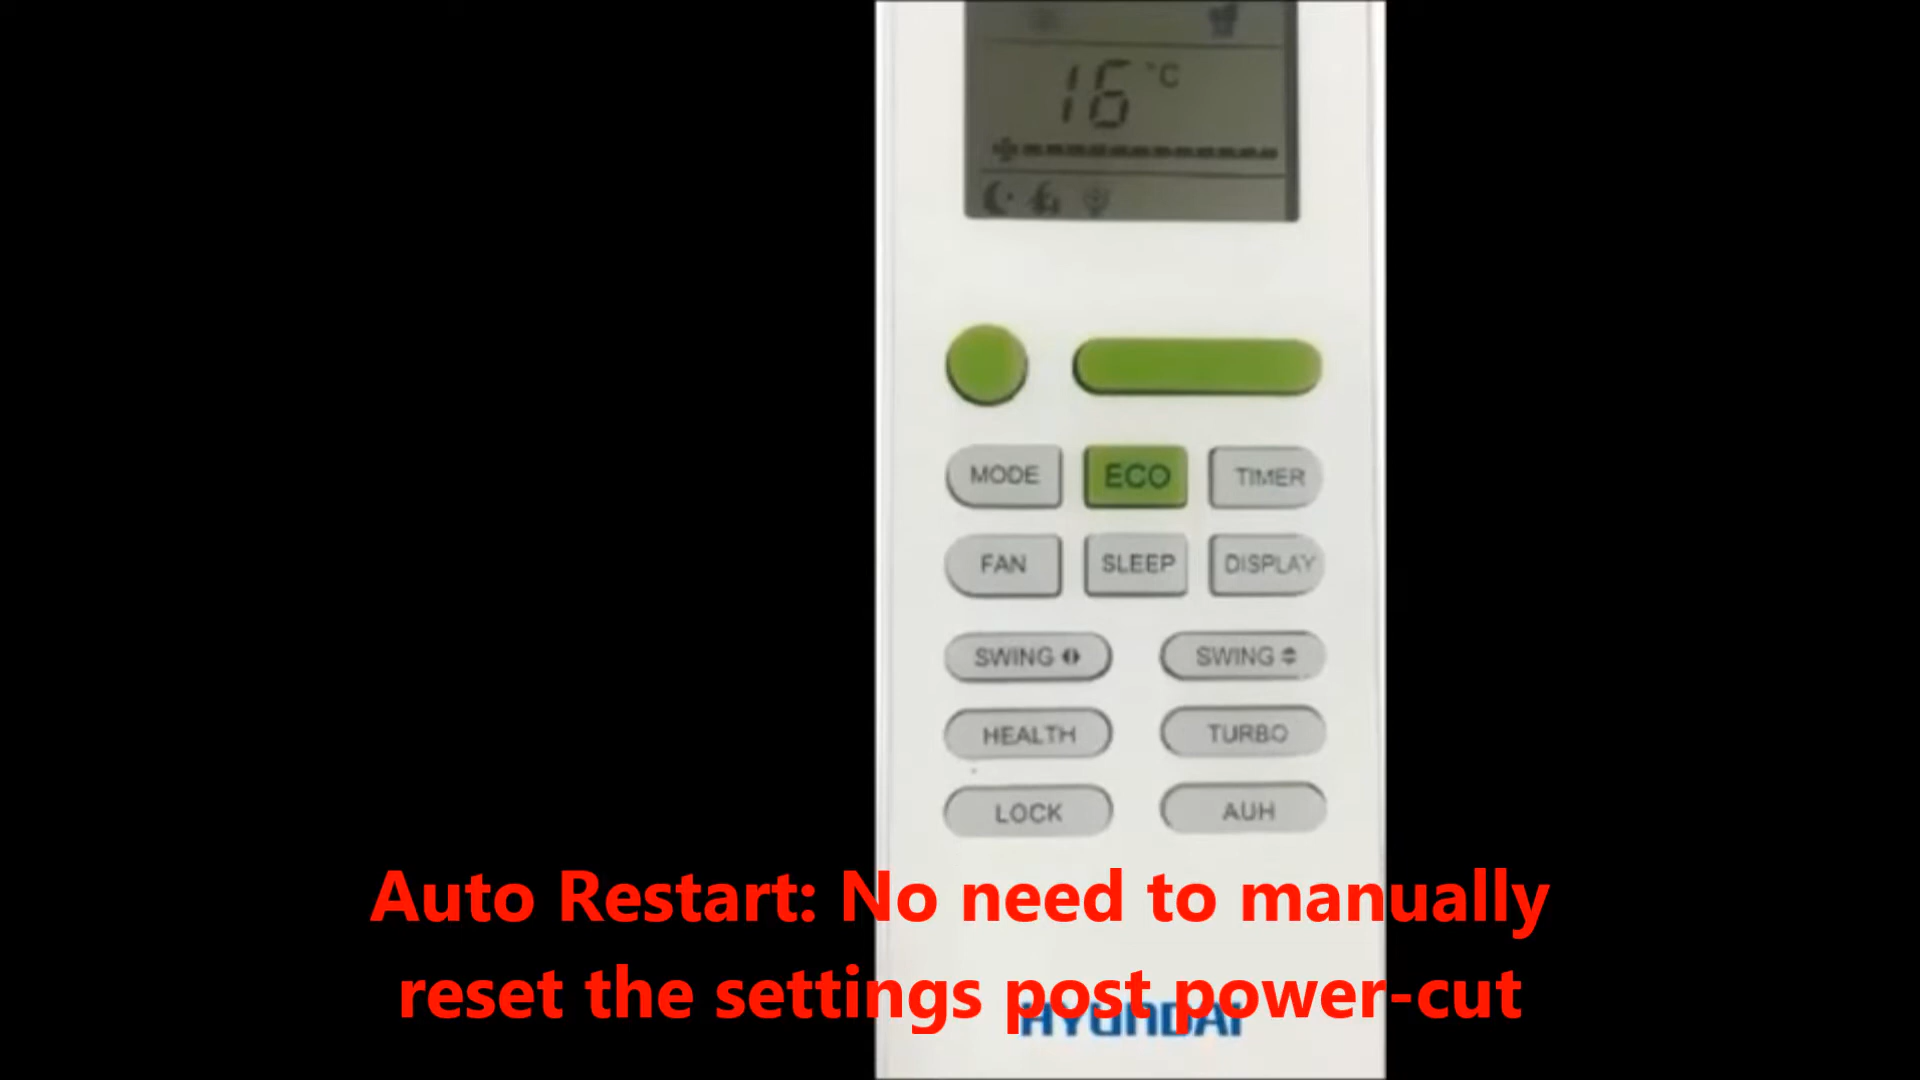 16 °C
MODE ECO TIMER
FAN SLEEP DISPLAY
SWING SWING
HEALTH TURBO
LOCK AUH
Auto Restart: No need to manually
reset the settings post power-cut
HYUNDAI